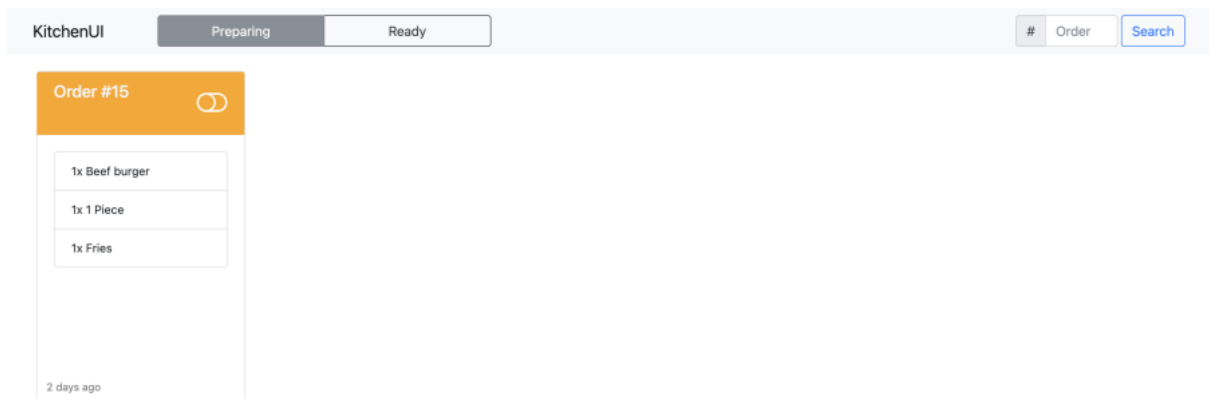 KitchenUI Preparing Ready # Order Search
Order #15
1x Beef burger
1x 1 Piece
1x Fries
2 days ago